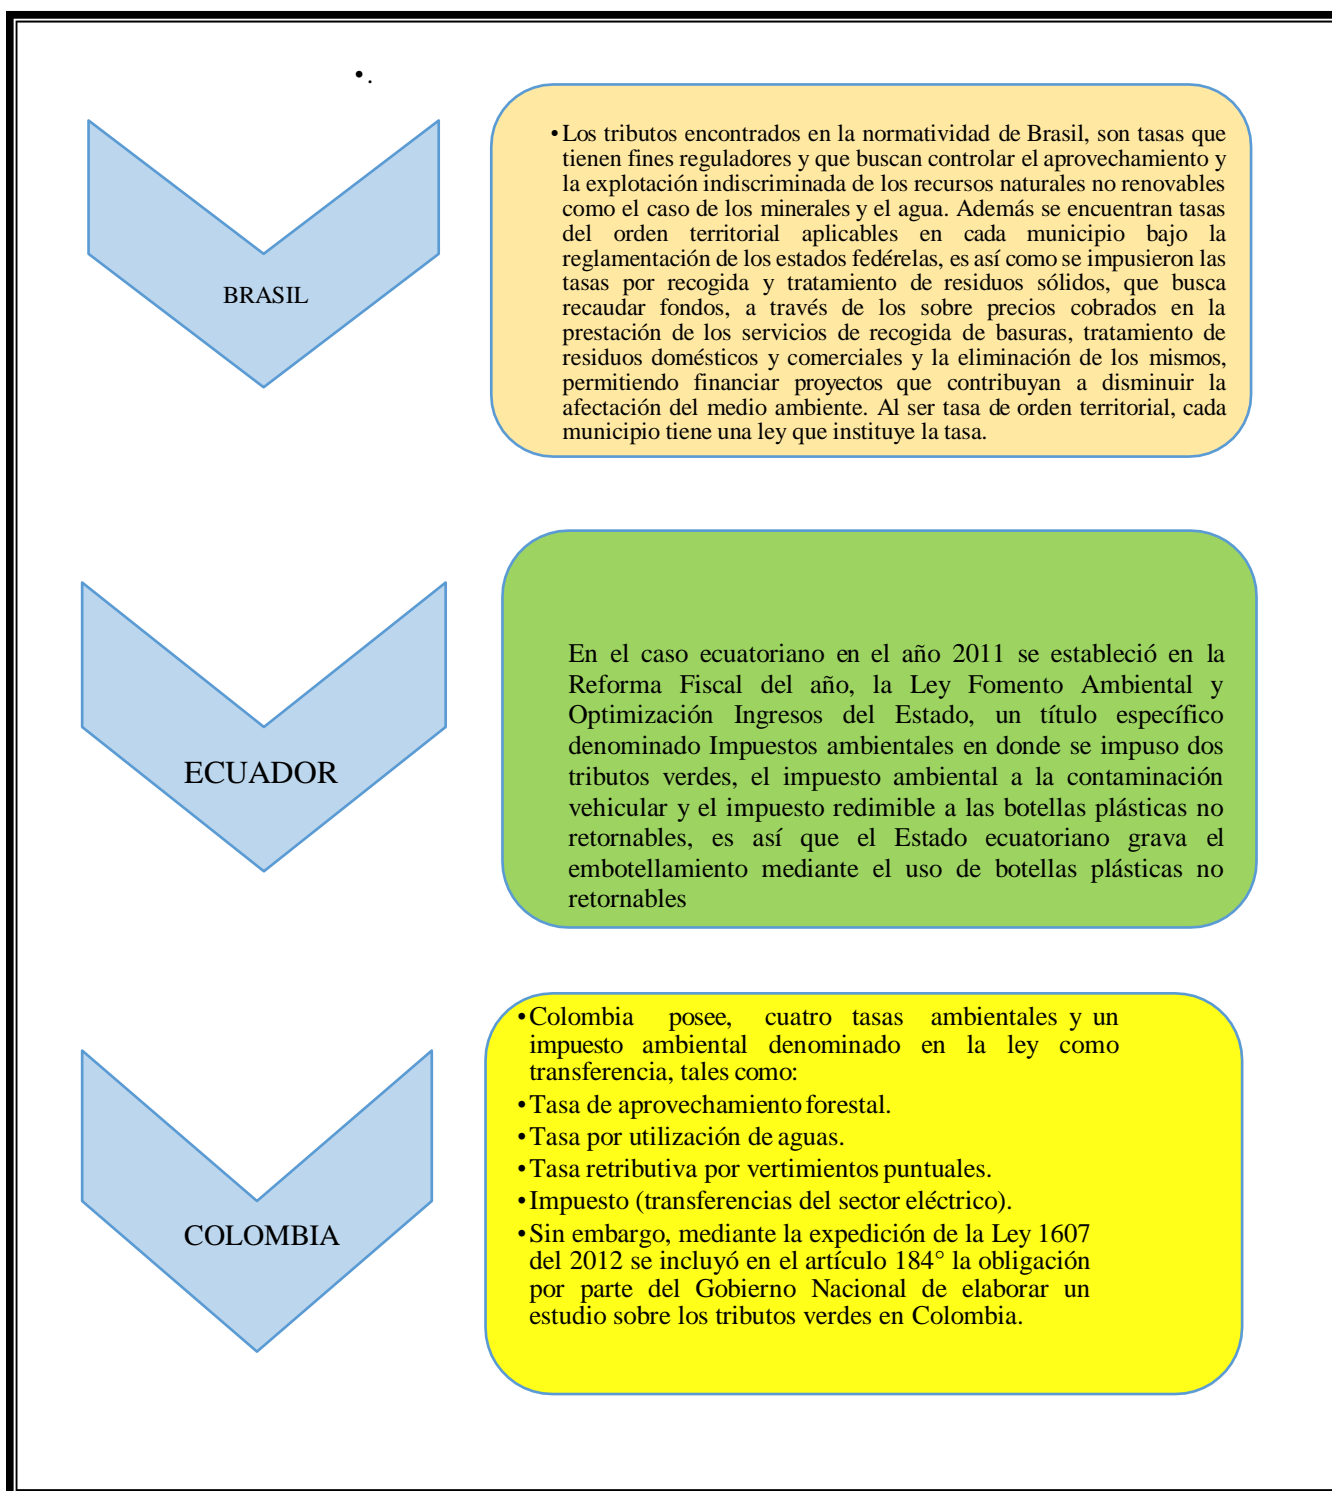 •.
BRASIL
•Los tributos encontrados en la normatividad de Brasil, son tasas que
tienen fines reguladores y que buscan controlar el aprovechamiento y
la explotación indiscriminada de los recursos naturales no renovables
como el caso de los minerales y el agua. Además se encuentran tasas
del orden territorial aplicables en cada municipio bajo la
reglamentación de los estados fedérelas, es así como se impusieron las
tasas por recogida y tratamiento de residuos sólidos, que busca
recaudar fondos, a través de los sobre precios cobrados en la
prestación de los servicios de recogida de basuras, tratamiento de
residuos domésticos y comerciales y la eliminación de los mismos,
permitiendo financiar proyectos que contribuyan a disminuir la
afectación del medio ambiente. Al ser tasa de orden territorial, cada
municipio tiene una ley que instituye la tasa.
ECUADOR
En el caso ecuatoriano en el año 2011 se estableció en la
Reforma Fiscal del año, la Ley Fomento Ambiental y
Optimización Ingresos del Estado, un título específico
denominado Impuestos ambientales en donde se impuso dos
tributos verdes, el impuesto ambiental a la contaminación
vehicular y el impuesto redimible a las botellas plásticas no
retornables, es así que el Estado ecuatoriano grava el
embotellamiento mediante el uso de botellas plásticas no
retornables
COLOMBIA
•Colombia posee, cuatro tasas ambientales y un
impuesto ambiental denominado en la ley como
transferencia, tales como:
•Tasa de aprovechamiento forestal.
•Tasa por utilización de aguas.
•Tasa retributiva por vertimientos puntuales.
•Impuesto (transferencias del sector eléctrico).
•Sin embargo, mediante la expedición de la Ley 1607
del 2012 se incluyó en el artículo 184° la obligación
por parte del Gobierno Nacional de elaborar un
estudio sobre los tributos verdes en Colombia.